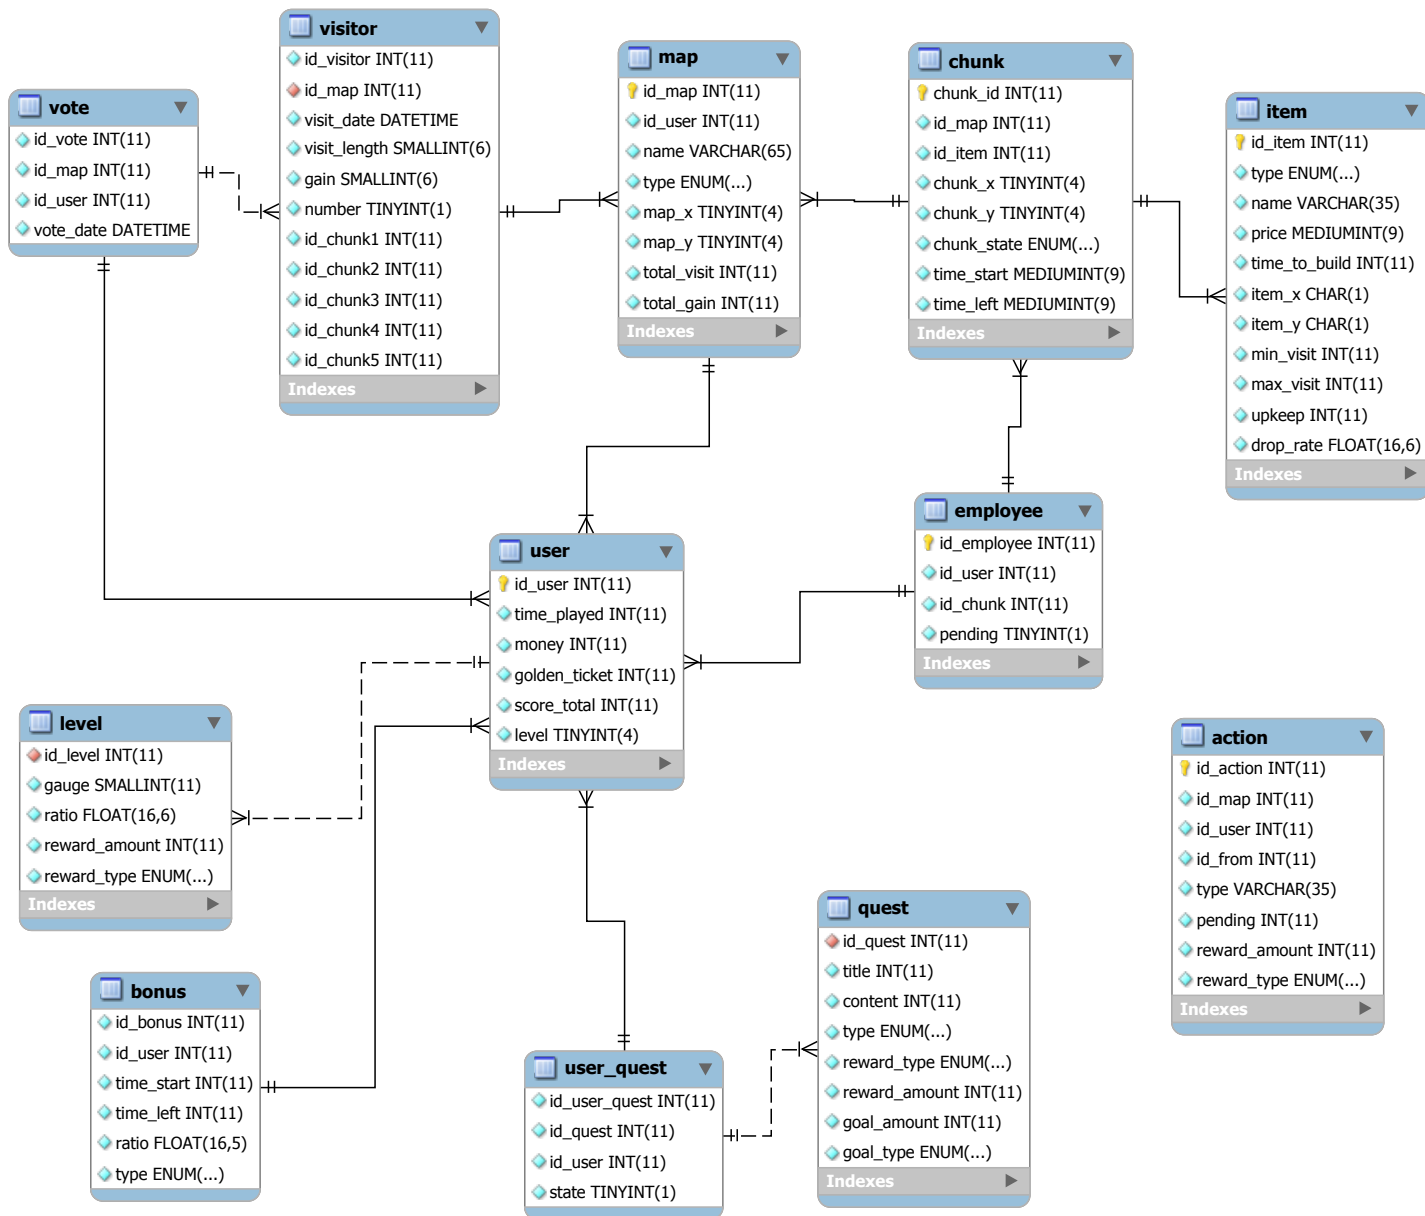 vote
id_vote INT(11)
id_map INT(11)
id_user INT(11)
vote_date DATETIME
visitor
id_visitor INT(11)
id_map INT(11)
visit_date DATETIME
visit_length SMALLINT(6)
gain SMALLINT(6)
number TINYINT(1)
id_chunk1 INT(11)
id_chunk2 INT(11)
id_chunk3 INT(11)
id_chunk4 INT(11)
id_chunk5 INT(11)
Indexes
map
id_map INT(11)
id_user INT(11)
name VARCHAR(65)
type ENUM(...)
map_x TINYINT(4)
map_y TINYINT(4)
total_visit INT(11)
total_gain INT(11)
Indexes
chunk
chunk_id INT(11)
id_map INT(11)
id_item INT(11)
chunk_x TINYINT(4)
chunk_y TINYINT(4)
chunk_state ENUM(...)
time_start MEDIUMINT(9)
time_left MEDIUMINT(9)
Indexes
item
id_item INT(11)
type ENUM(...)
name VARCHAR(35)
price MEDIUMINT(9)
time_to_build INT(11)
item_x CHAR(1)
item_y CHAR(1)
min_visit INT(11)
max_visit INT(11)
upkeep INT(11)
drop_rate FLOAT(16,6)
Indexes
user
id_user INT(11)
time_played INT(11)
money INT(11)
golden_ticket INT(11)
score_total INT(11)
level TINYINT(4)
Indexes
employee
id_employee INT(11)
id_user INT(11)
id_chunk INT(11)
pending TINYINT(1)
Indexes
level
id_level INT(11)
gauge SMALLINT(11)
ratio FLOAT(16,6)
reward_amount INT(11)
reward_type ENUM(...)
Indexes
action
id_action INT(11)
id_map INT(11)
id_user INT(11)
id_from INT(11)
type VARCHAR(35)
pending INT(11)
reward_amount INT(11)
reward_type ENUM(...)
Indexes
bonus
id_bonus INT(11)
id_user INT(11)
time_start INT(11)
time_left INT(11)
ratio FLOAT(16,5)
type ENUM(...)
user_quest
id_user_quest INT(11)
id_quest INT(11)
id_user INT(11)
state TINYINT(1)
quest
id_quest INT(11)
title INT(11)
content INT(11)
type ENUM(...)
reward_type ENUM(...)
reward_amount INT(11)
goal_amount INT(11)
goal_type ENUM(...)
Indexes